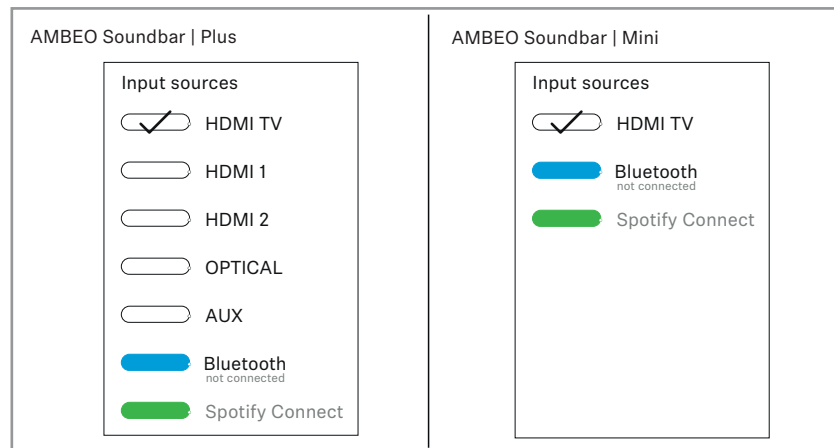 AMBEO Soundbar | Plus
Input sources
HDMI TV
HDMI 1
HDMI 2
OPTICAL
AUX
Bluetooth
not connected
Spotify Connect
AMBEO Soundbar | Mini
Input sources
HDMI TV
Bluetooth
not connected
Spotify Connect